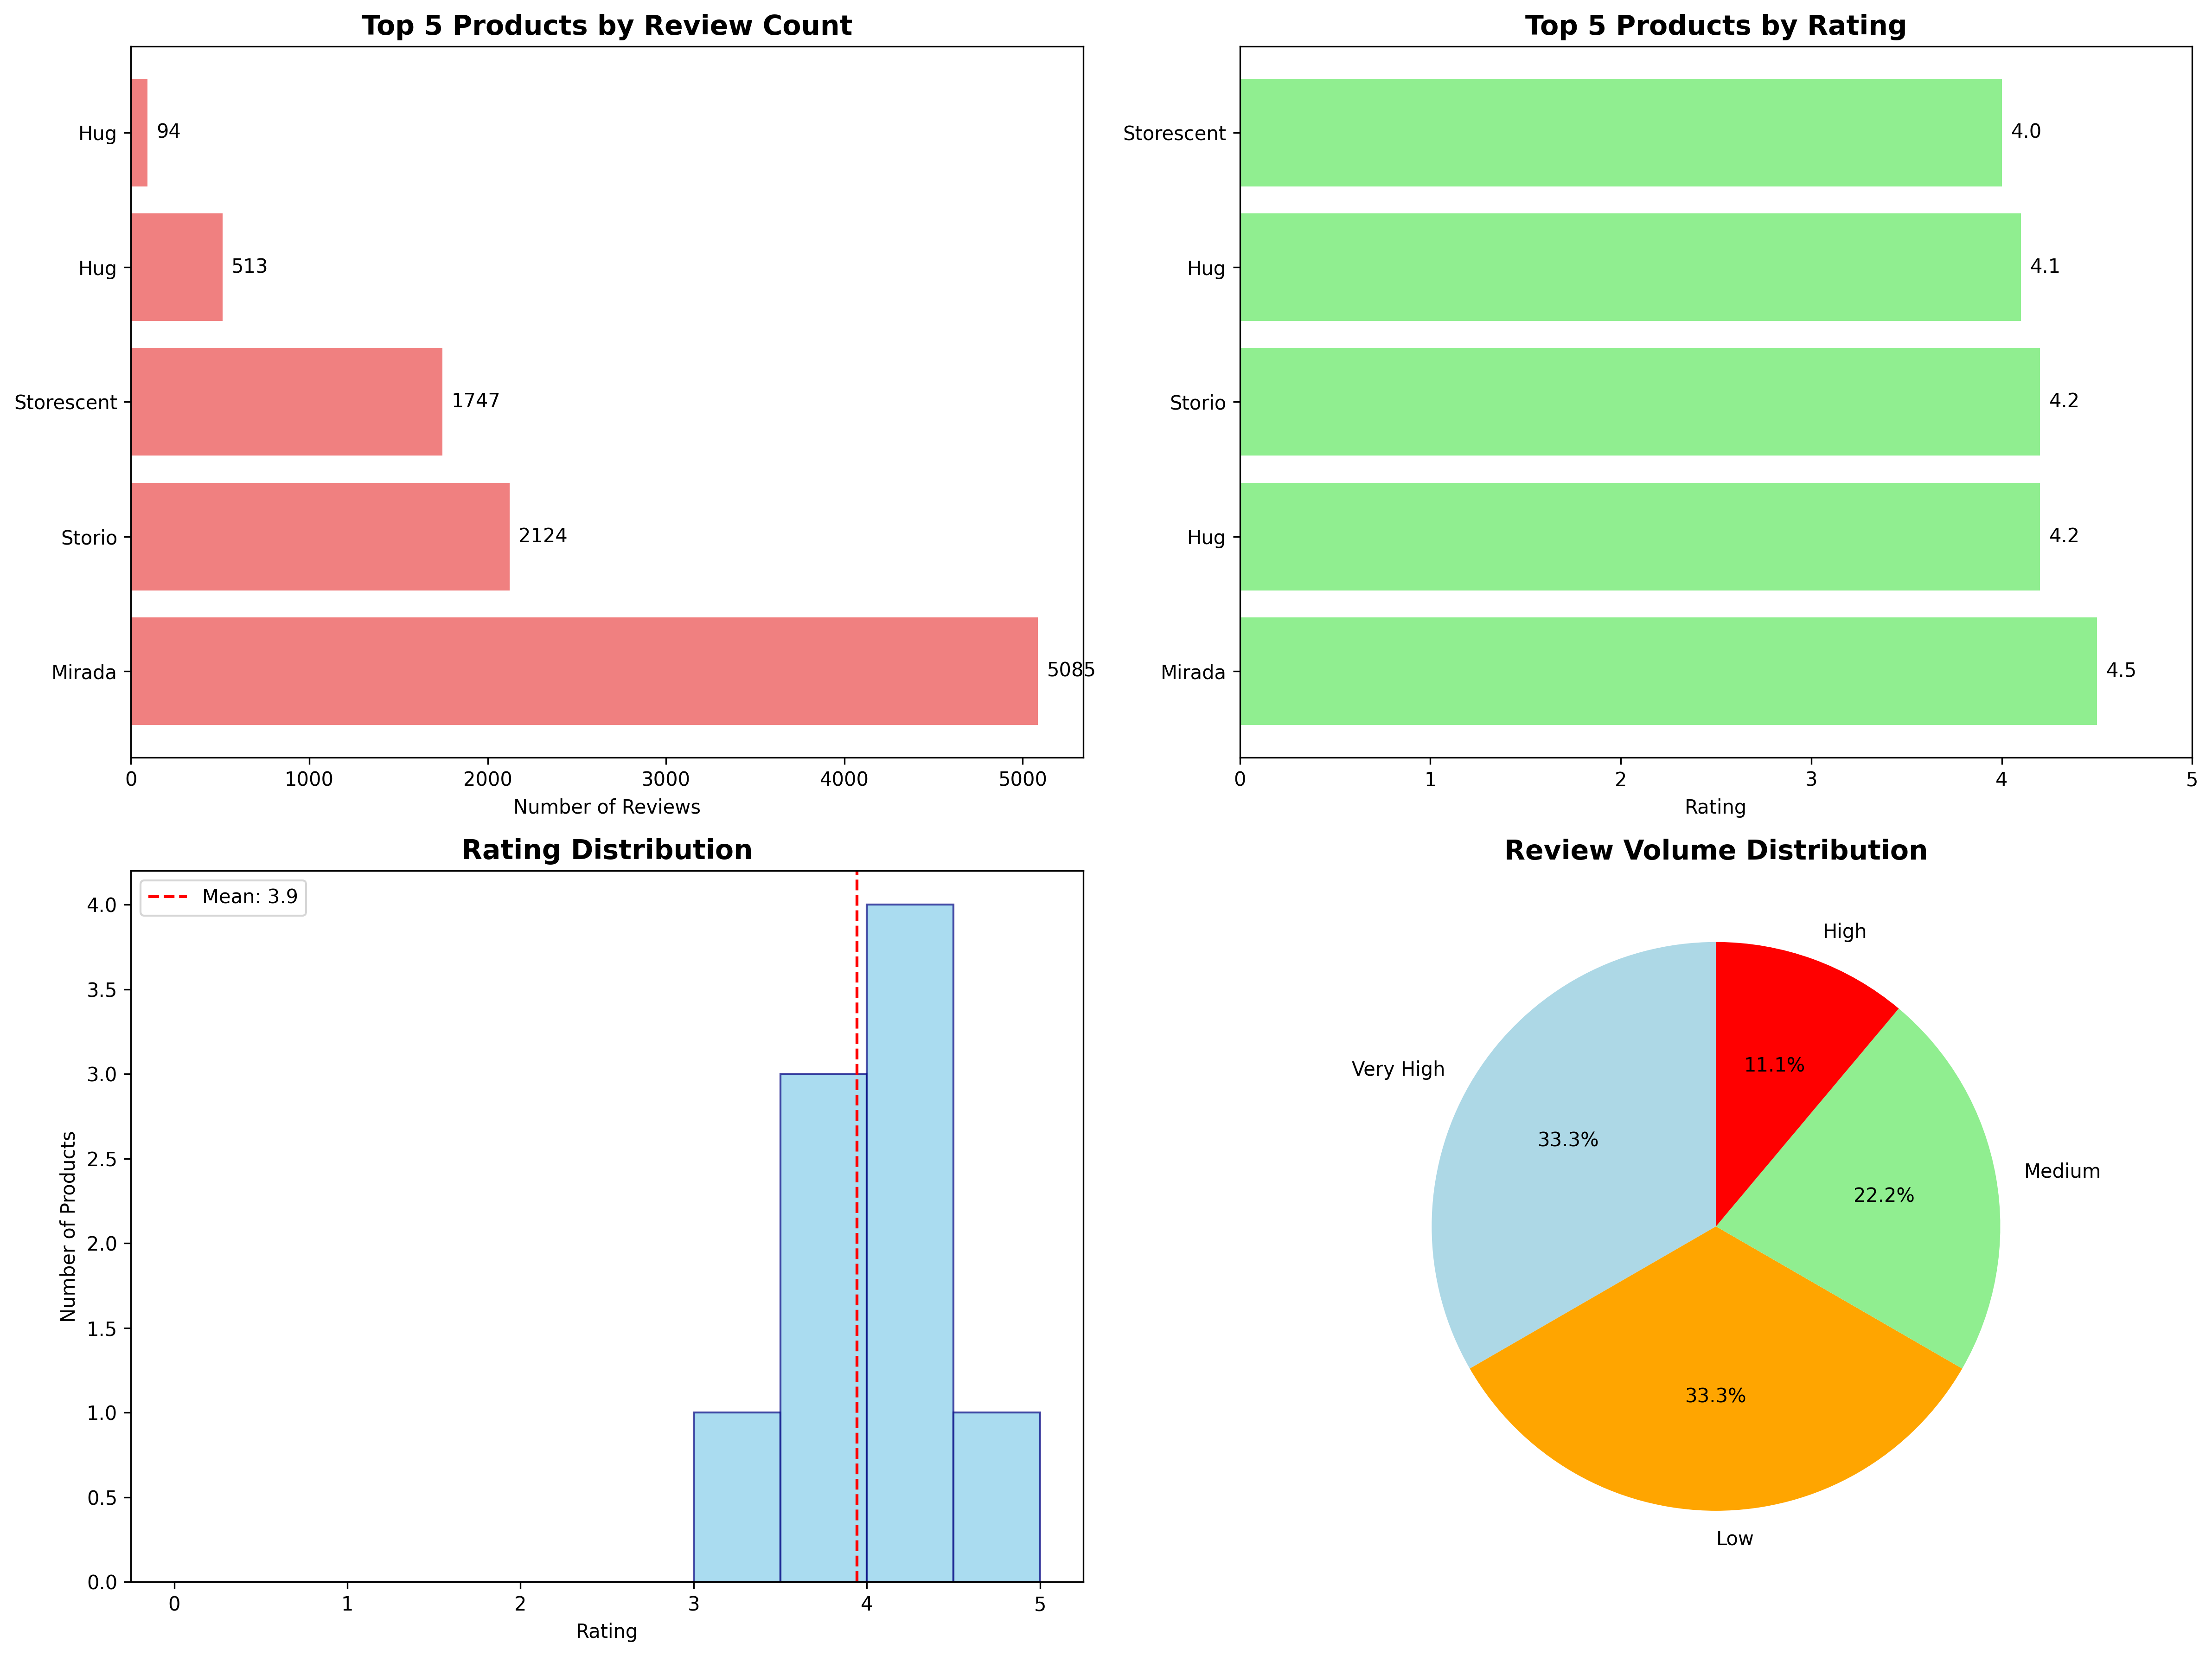 Top 5 Products by Review Count
Hug
94
Hug
513
Storescent
1747
Storio
2124
Mirada
5085
0 1000 2000 3000 4000 5000
Number of Reviews
Top 5 Products by Rating
Storescent
4.0
Hug
4.1
Storio
4.2
Hug
4.2
Mirada
4.5
0 1 2 3 4 5
Rating
Rating Distribution
Mean: 3.9
4.0
3.5
3.0
2.5
2.0
1.5
1.0
0.5
0.0
Number of Products
0 1 2 3 4 5
Rating
Review Volume Distribution
High
11.1%
Very High
33.3%
Medium
22.2%
33.3%
Low